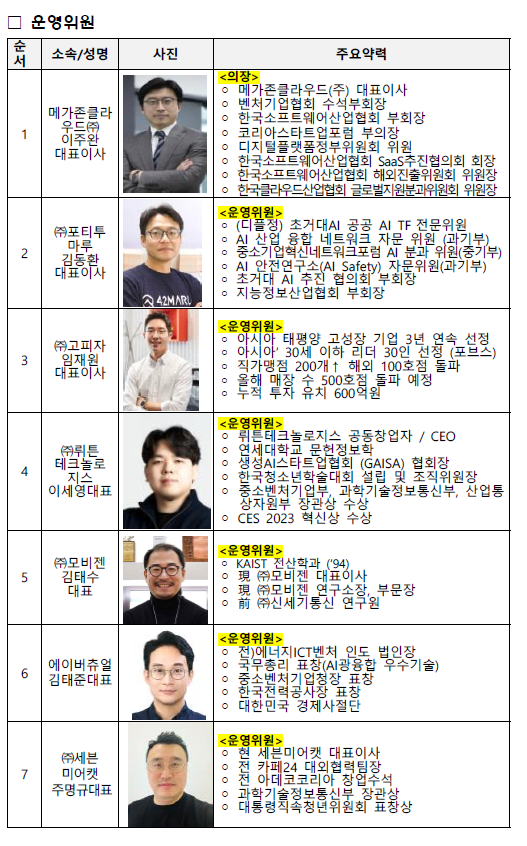 □ 운영위원
순서 소속/성명 사진 주요약력
1
메가존클라
우드㈜
이주완
대표이사
<의장>
○ 메가존클라우드(주) 대표이사
○ 벤처기업협회 수석부회장
○ 한국소프트웨어산업협회 부회장
○ 코리아스타트업포럼 부의장
○ 디지털플랫폼정부위원회 위원
○ 한국소프트웨어산업협회 SaaS추진협의회 회장
○ 한국소프트웨어산업협회 해외진출위원회 위원장
○ 한국클라우드산업협회 글로벌지원분과위원회 위원장
2
㈜포티투
마루
김동환
대표이사
42MARU
<운영위원>
○ (디플정) 초거대AI 공공 AI TF 전문위원
○ AI 산업 융합 네트워크 자문 위원 (과기부)
○ 중소기업혁신네트워크포럼 AI 분과 위원(중기부)
○ AI 안전연구소(AI Safety) 자문위원(과기부)
○ 초거대 AI 추진 협의회 부회장
○ 지능정보산업협회 부회장
3
㈜고피자
임재원
대표이사
<운영위원>
○ 아시아 태평양 고성장 기업 3년 연속 선정
○ 아시아' 30세 이하 리더 30인 선정 (포브스)
○ 직가맹점 200개↑ 해외 100호점 돌파
○ 올해 매장 수 500호점 돌파 예정
○ 누적 투자 유치 600억원
4
㈜뤼튼
테크놀로
지스
이세영대표
<운영위원>
○ 뤼튼테크놀로지스 공동창업자 / CEO
○ 연세대학교 문헌정보학
○ 생성AI스타트업협회 (GAISA) 협회장
○ 한국청소년학술대회 설립 및 조직위원장
○ 중소벤처기업부, 과학기술정보통신부, 산업통
상자원부 장관상 수상
○ CES 2023 혁신상 수상
5
㈜모비젠
김태수
대표
<운영위원>
○ KAIST 전산학과 ('94)
○ 現 ㈜모비젠 대표이사
○ 現 ㈜모비젠 연구소장, 부문장
○ 前 ㈜신세기통신 연구원
6
에이버츄얼
김태준대표
<운영위원>
○ 전)에너지ICT벤처 인도 법인장
○ 국무총리 표창(AI광융합 우수기술)
○ 중소벤처기업청장 표창
○ 한국전력공사장 표창
○ 대한민국 경제사절단
7
㈜세븐
미어캣
주명규대표
<운영위원>
○ 현 세븐미어캣 대표이사
○ 전 카페24 대외협력팀장
○ 전 아데코코리아 창업수석
○ 과학기술정보통신부 장관상
○ 대통령직속청년위원회 표창상